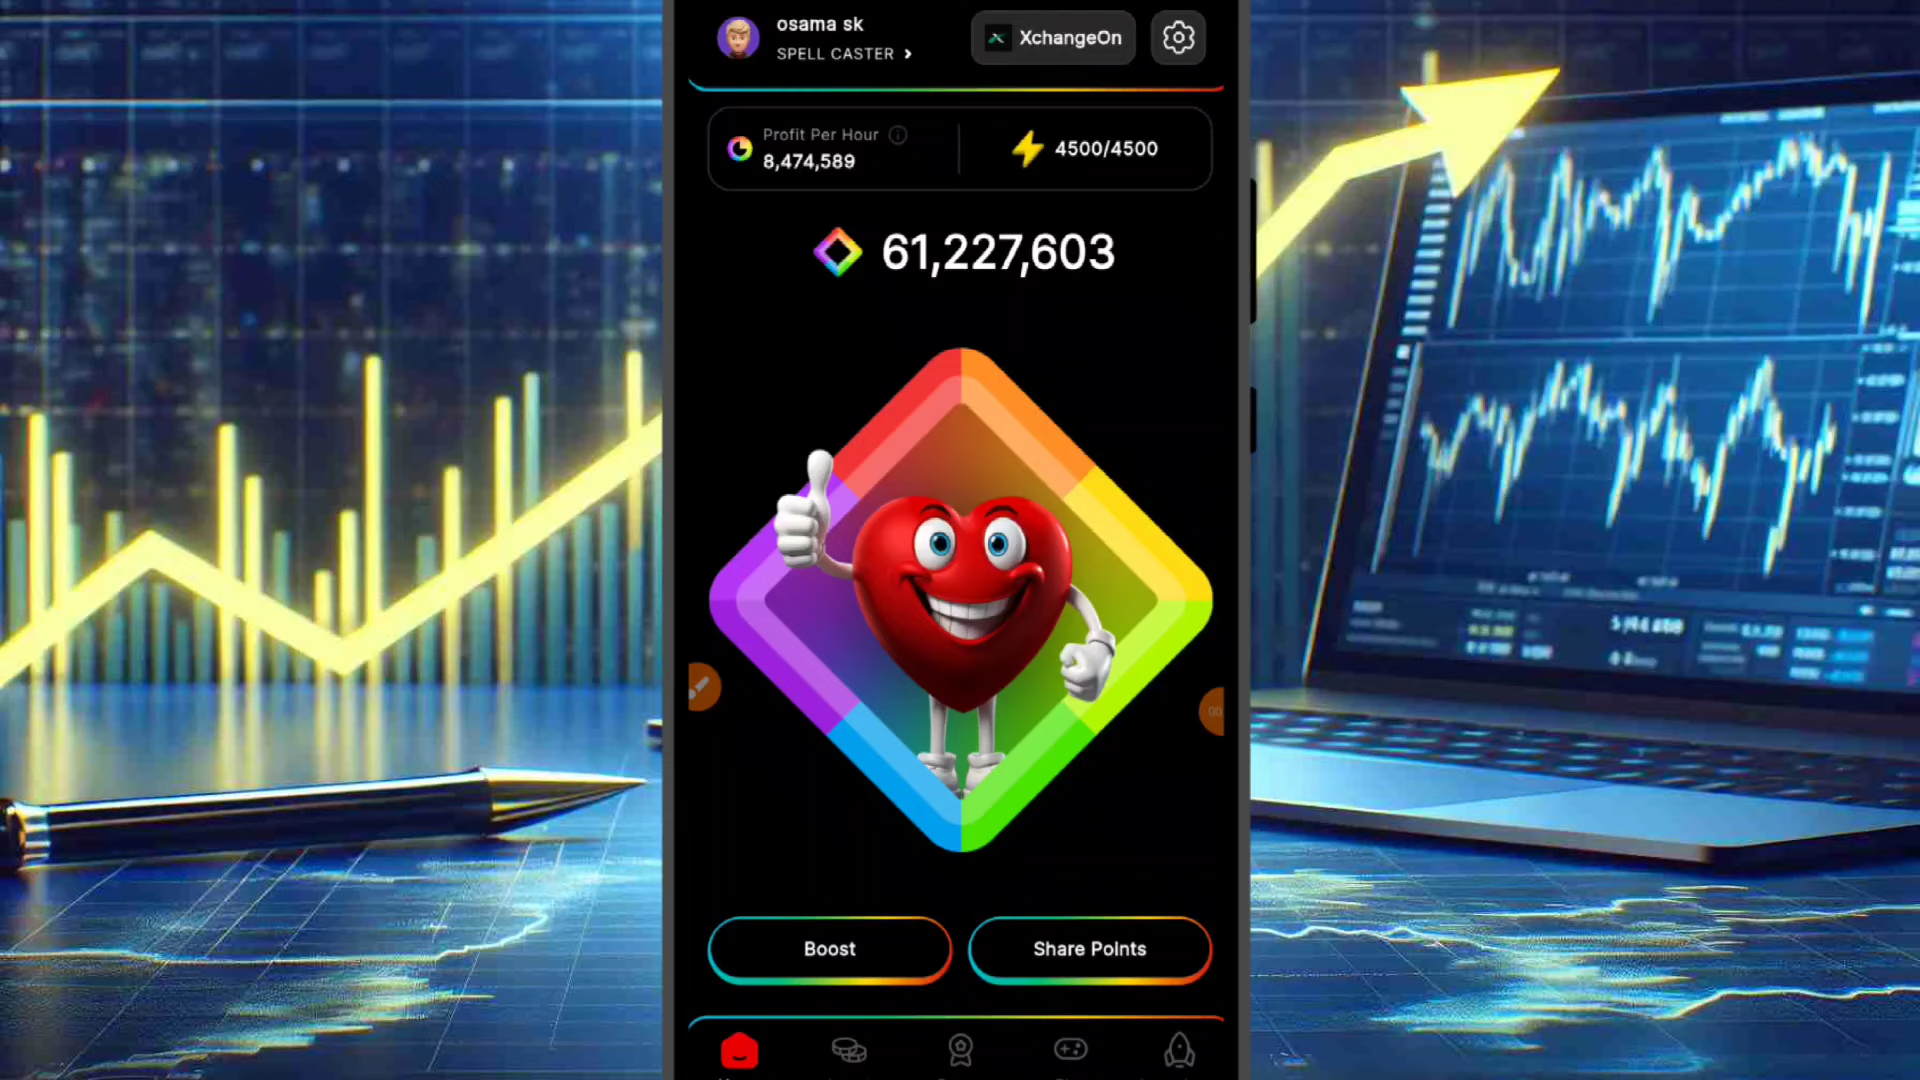 osama sk
SPELL CASTER
XchangeOn
Profit Per Hour
8,474,589
4500/4500
61,227,603
Boost
Share Points